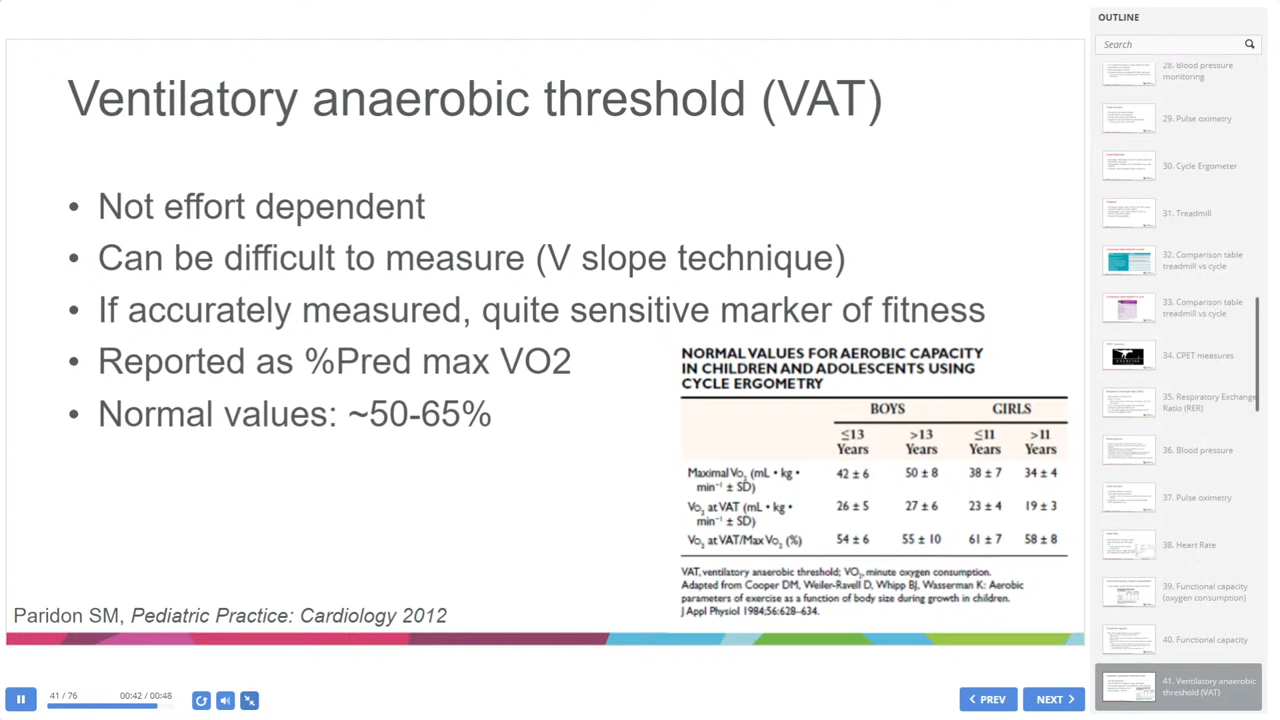 Ventilatory anaerobic threshold (VAT)
• Not effort dependent
• Can be difficult to measure (V slope technique)
• If accurately measured, quite sensitive marker of fitness
• Reported as %Pred max VO2
• Normal values: ~50-65%
NORMAL VALUES FOR AEROBIC CAPACITY
IN CHILDREN AND ADOLESCENTS USING
CYCLE ERGOMETRY
BOYS GIRLS
≤13 >13 ≤11 >11
Years Years Years Years
Maximal Vo₂ (mL • kg • 42 ± 6 50 ± 8 38 ± 7 34 ± 4
min⁻¹ ± SD)
Vo₂ at VAT (mL • kg • 26 ± 5 27 ± 6 23 ± 4 19 ± 3
min⁻¹ ± SD)
Vo₂ at VAT/Max Vo₂ (%) 54 ± 6 55 ± 10 61 ± 7 58 ± 8
VAT, ventilatory anaerobic threshold; VO₂, minute oxygen consumption.
Adapted from Cooper DM, Weiler-Ravell D, Whipp BJ, Wasserman K: Aerobic
parameters of exercise as a function of body size during growth in children.
J Appl Physiol 1984;56:628–634.
Paridon SM, Pediatric Practice: Cardiology 2012
41 / 76
00:42 / 00:48
PREV
NEXT
OUTLINE
Search
28. Blood pressure
monitoring
29. Pulse oximetry
30. Cycle Ergometer
31. Treadmill
32. Comparison table
treadmill vs cycle
33. Comparison table
treadmill vs cycle
34. CPET measures
35. Respiratory Exchange
Ratio (RER)
36. Blood pressure
37. Pulse oximetry
38. Heart Rate
39. Functional capacity
(oxygen consumption)
40. Functional capacity
41. Ventilatory anaerobic
threshold (VAT)